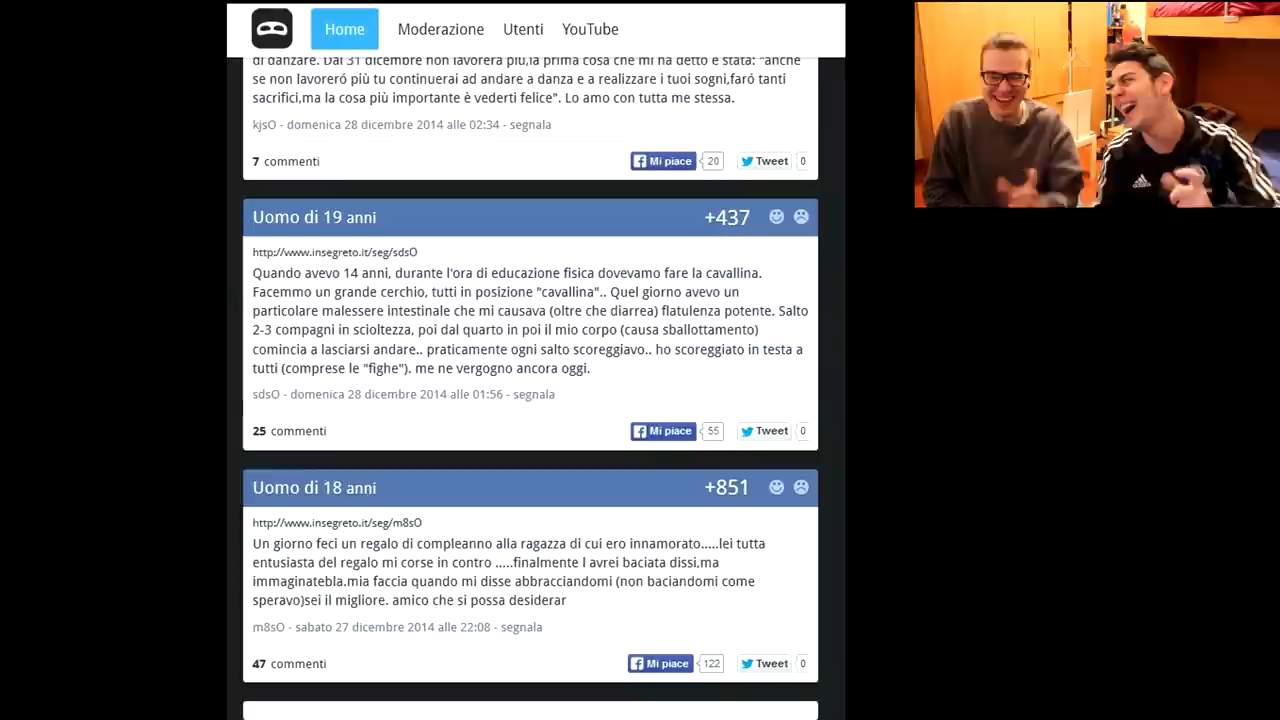 Home Moderazione Utenti YouTube
di danzare. Dal 31 dicembre non lavorerà più,la prima cosa che mi ha detto è stata: "anche
se non lavoreró più tu continuerai ad andare a danza e a realizzare i tuoi sogni,faró tanti
sacrifici,ma la cosa più importante è vederti felice". Lo amo con tutta me stessa.
kjsO - domenica 28 dicembre 2014 alle 02:34 - segnala
7 commenti Mi piace 20 Tweet 0
Uomo di 19 anni +437
http://www.insegreto.it/seg/sdsO
Quando avevo 14 anni, durante l'ora di educazione fisica dovevamo fare la cavallina.
Facemmo un grande cerchio, tutti in posizione "cavallina".. Quel giorno avevo un
particolare malessere intestinale che mi causava (oltre che diarrea) flatulenza potente. Salto
2-3 compagni in scioltezza, poi dal quarto in poi il mio corpo (causa sballottamento)
comincia a lasciarsi andare.. praticamente ogni salto scoreggiavo.. ho scoreggiato in testa a
tutti (comprese le "fighe"). me ne vergogno ancora oggi.
sdsO - domenica 28 dicembre 2014 alle 01:56 - segnala
25 commenti Mi piace 55 Tweet 0
Uomo di 18 anni +851
http://www.insegreto.it/seg/m8sO
Un giorno feci un regalo di compleanno alla ragazza di cui ero innamorato.....lei tutta
entusiasta del regalo mi corse in contro .....finalmente l avrei baciata dissi,ma
immaginatebla.mia faccia quando mi disse abbracciandomi (non baciandomi come
speravo)sei il migliore. amico che si possa desiderar
m8sO - sabato 27 dicembre 2014 alle 22:08 - segnala
47 commenti Mi piace 122 Tweet 0
adidas